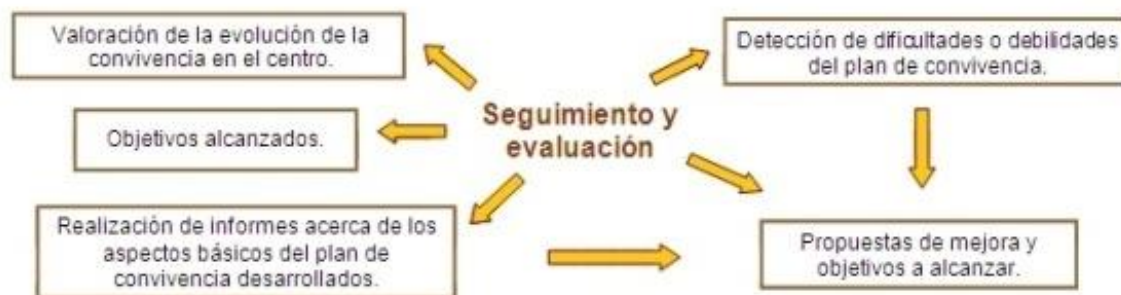 Valoración de la evolución de la
convivencia en el centro.
Detección de dificultades o debilidades
del plan de convivencia.
Seguimiento y
evaluación
Objetivos alcanzados.
Realización de informes acerca de los
aspectos básicos del plan de
convivencia desarrollados.
Propuestas de mejora y
objetivos a alcanzar.